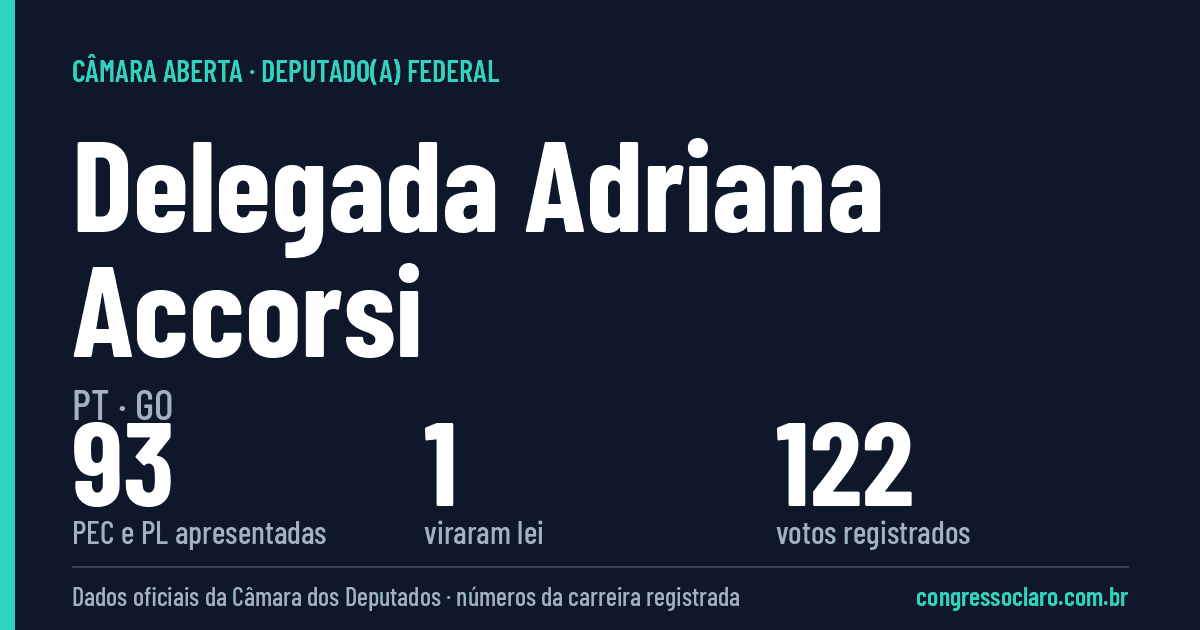 CÂMARA ABERTA · DEPUTADO(A) FEDERAL
Delegada Adriana
Accorsi
PT · GO
93 1 122
PEC e PL apresentadas viraram lei votos registrados
Dados oficiais da Câmara dos Deputados · números da carreira registrada congressoclaro.com.br